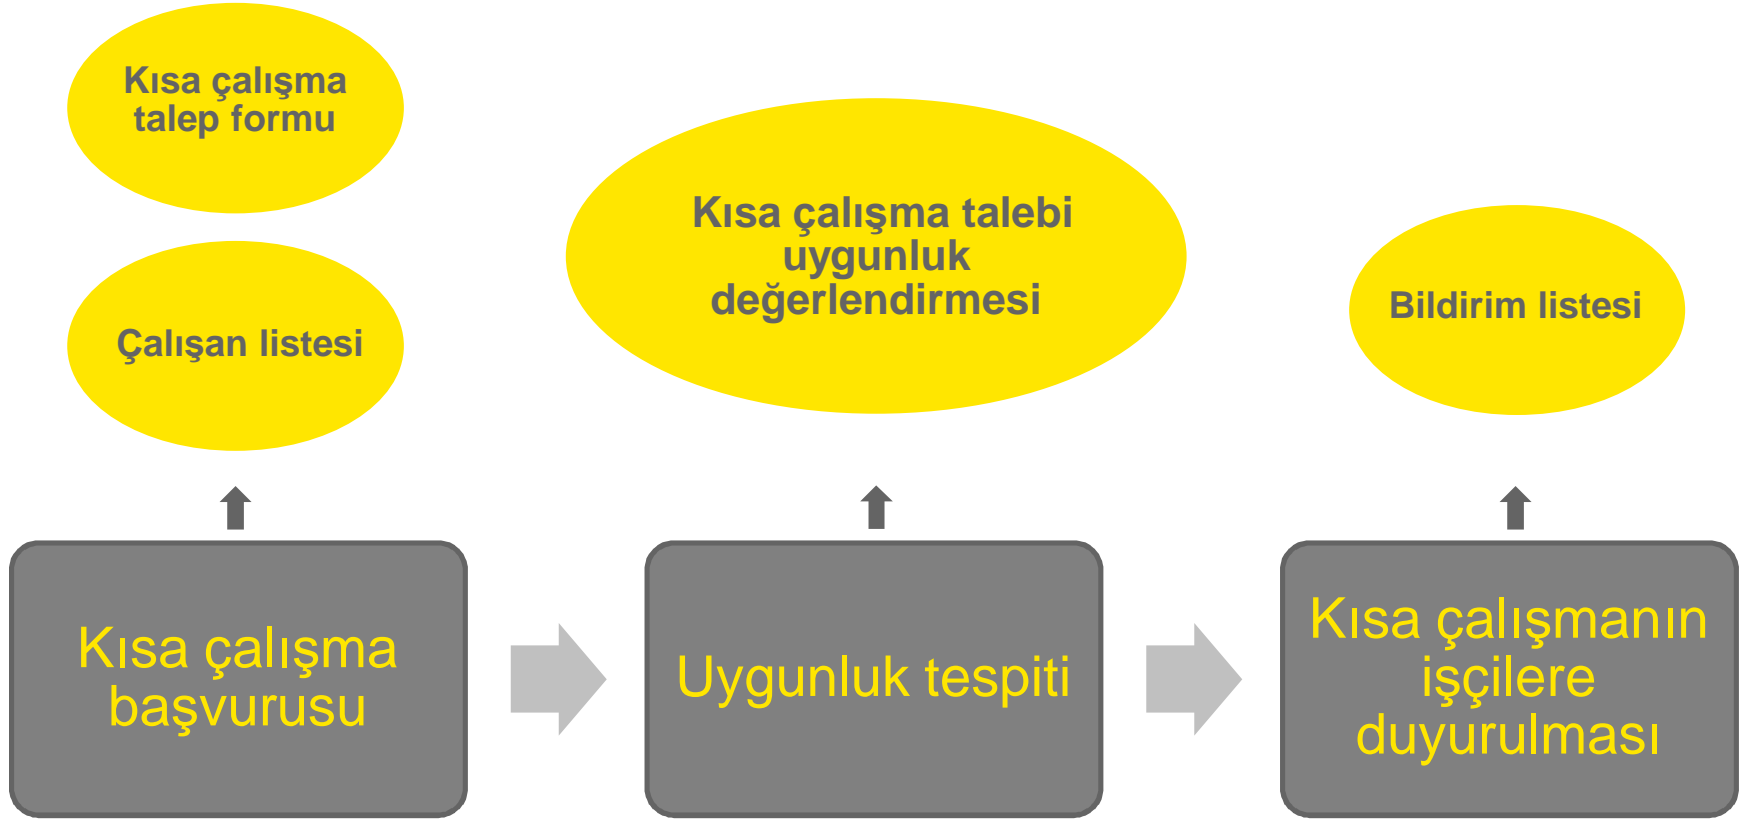 Kısa çalışma
talep formu
Çalışan listesi
Kısa çalışma talebi
uygunluk
değerlendirmesi
Bildirim listesi
Kısa çalışma
başvurusu
Uygunluk tespiti
Kısa çalışmanın
işçilere
duyurulması